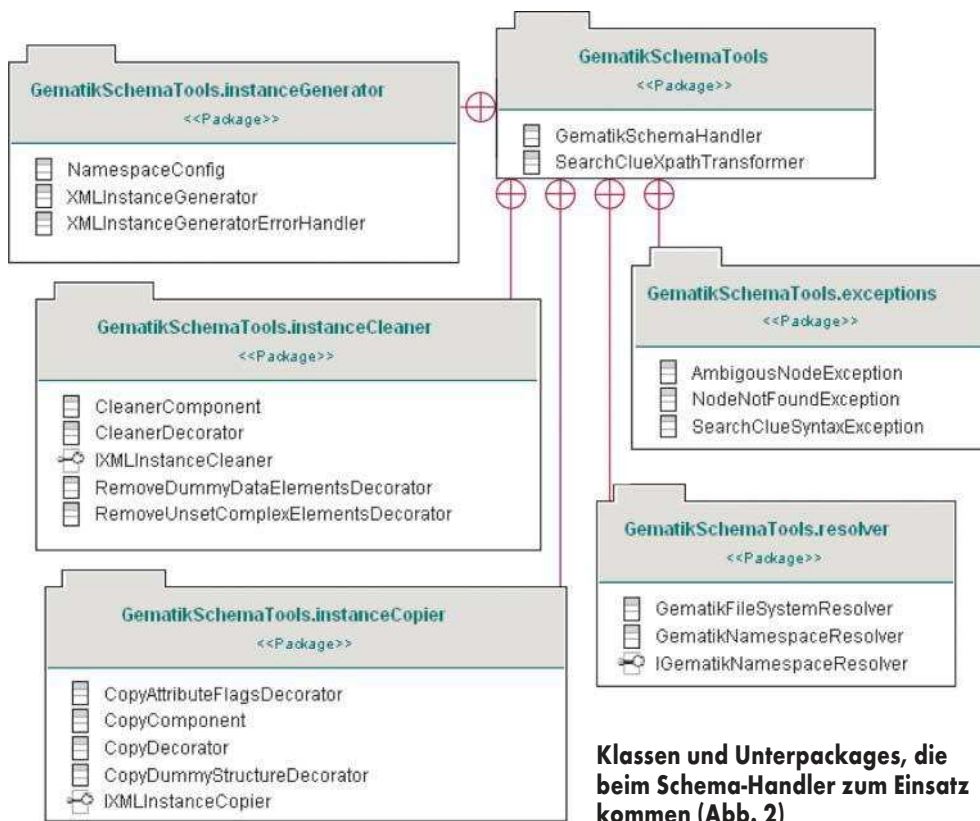 GematikSchemaTools.instanceGenerator
<<Package>>
NamespaceConfig
XMLInstanceGenerator
XMLInstanceGeneratorErrorHandler
GematikSchemaTools
<<Package>>
GematikSchemaHandler
SearchClueXpathTransformer
GematikSchemaTools.instanceCleaner
<<Package>>
CleanerComponent
CleanerDecorator
IXMLInstanceCleaner
RemoveDummyDataElementsDecorator
RemoveUnsetComplexElementsDecorator
GematikSchemaTools.exceptions
<<Package>>
AmbigousNodeException
NodeNotFoundException
SearchClueSyntaxException
GematikSchemaTools.resolver
<<Package>>
GematikFileSystemResolver
GematikNamespaceResolver
IGematikNamespaceResolver
GematikSchemaTools.instanceCopier
<<Package>>
CopyAttributeFlagsDecorator
CopyComponent
CopyDecorator
CopyDummyStructureDecorator
IXMLInstanceCopier
Klassen und Unterpackages, die
beim Schema-Handler zum Einsatz
kommen (Abb. 2)